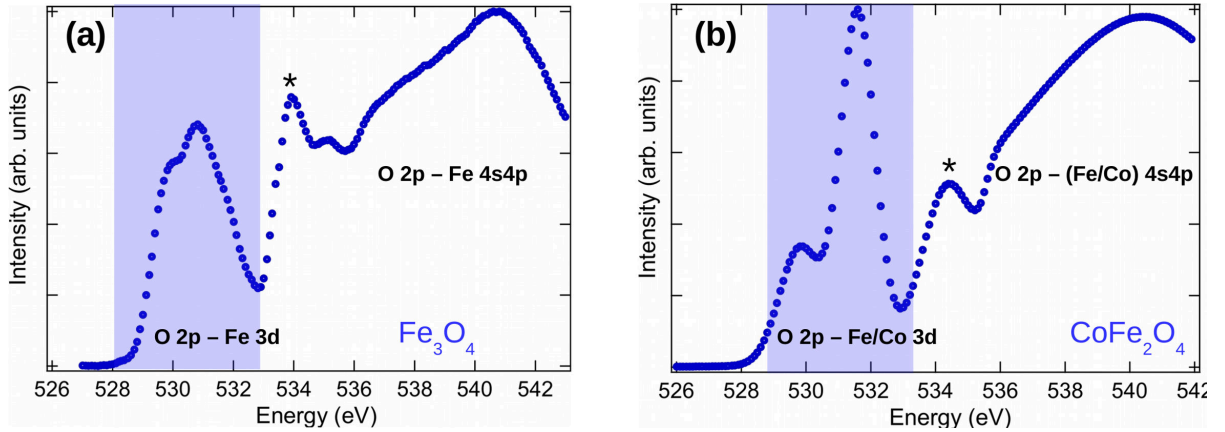 (a)
*
O 2p – Fe 4s4p
O 2p – Fe 3d
Fe3O4
Intensity (arb. units)
526 528 530 532 534 536 538 540 542
Energy (eV)
(b)
*
O 2p – (Fe/Co) 4s4p
O 2p – Fe/Co 3d
CoFe2O4
Intensity (arb. units)
526 528 530 532 534 536 538 540 542
Energy (eV)